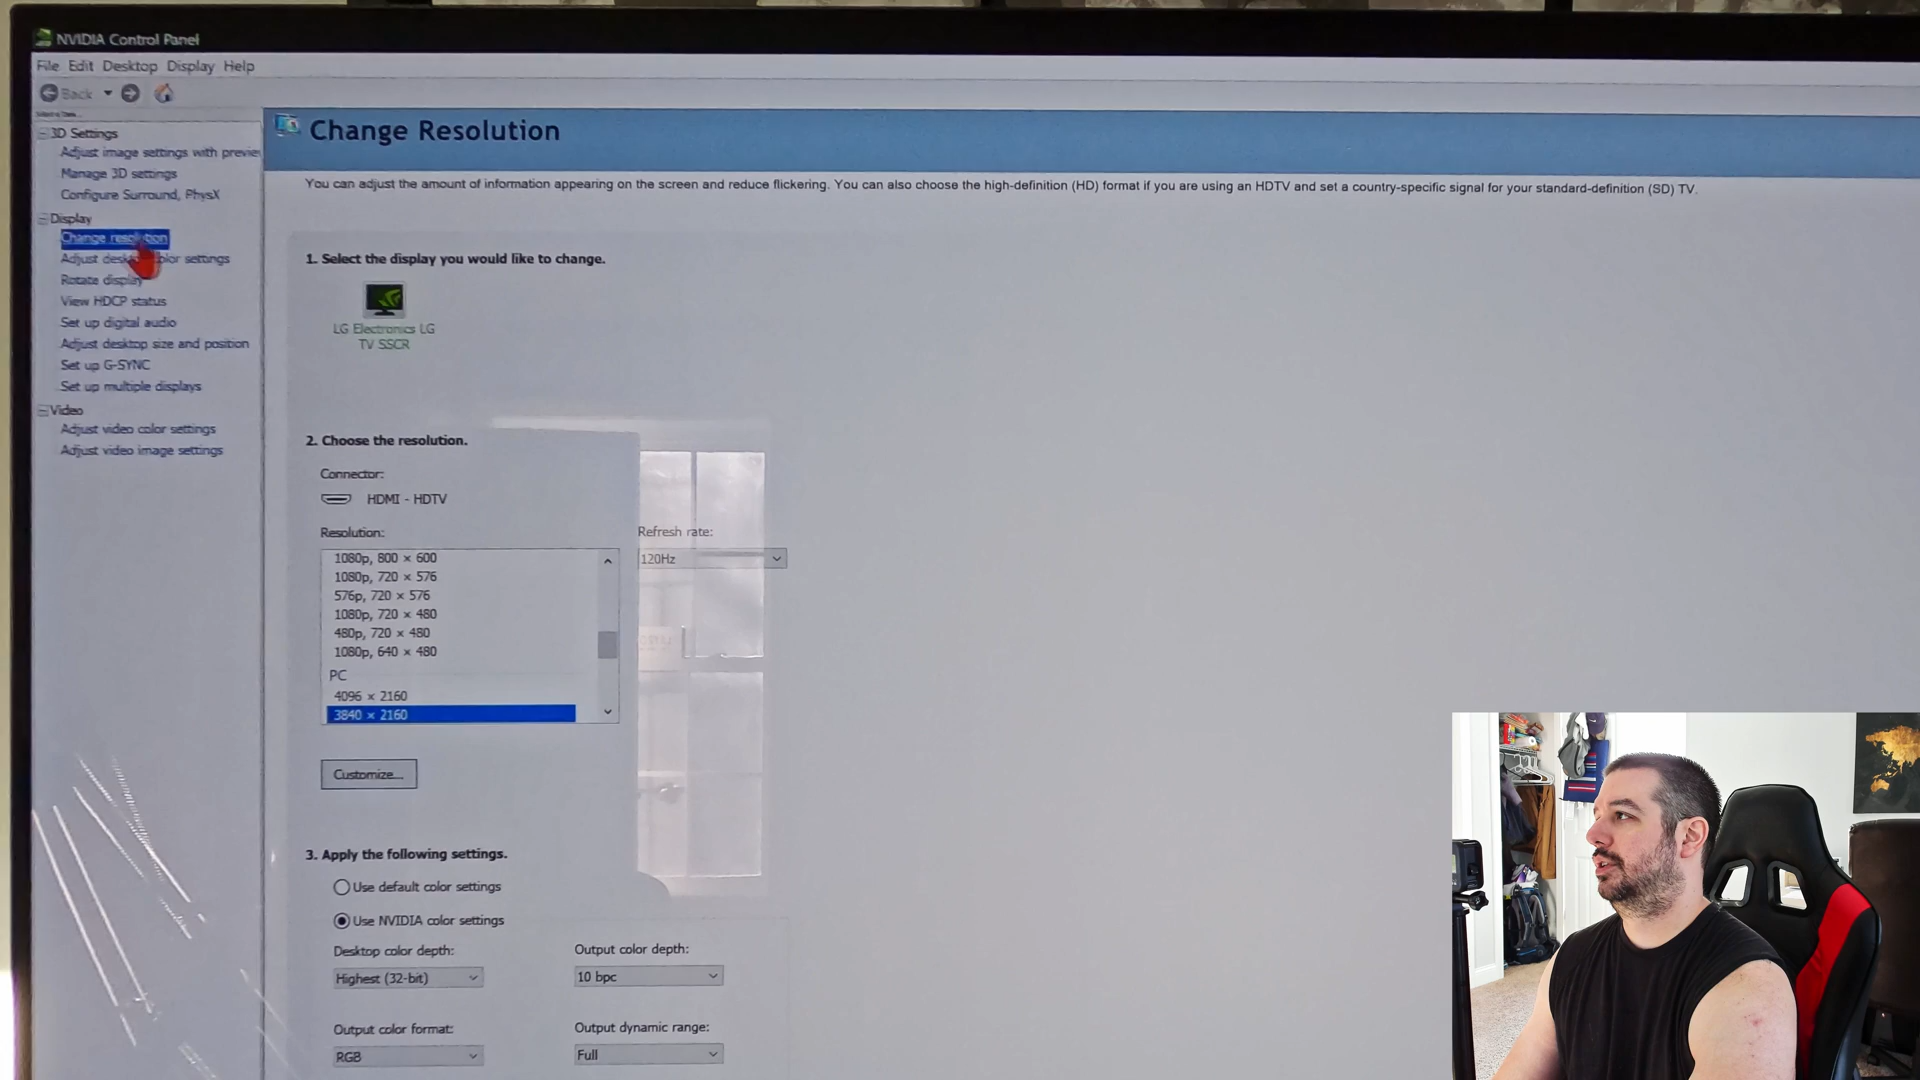 NVIDIA Control Panel
File Edit Desktop Display Help
Back
3D Settings
Adjust image settings with preview
Manage 3D settings
Configure Surround, PhysX
Display
Change resolution
Adjust desktop color settings
Rotate display
View HDCP status
Set up digital audio
Adjust desktop size and position
Set up G-SYNC
Set up multiple displays
Video
Adjust video color settings
Adjust video image settings
Change Resolution
You can adjust the amount of information appearing on the screen and reduce flickering. You can also choose the high-definition (HD) format if you are using an HDTV and set a country-specific signal for your standard-definition (SD) TV.
1. Select the display you would like to change.
LG Electronics LG
TV SSCR
2. Choose the resolution.
Connector:
HDMI - HDTV
Resolution:
1080p, 800 × 600
1080p, 720 × 576
576p, 720 × 576
1080p, 720 × 480
480p, 720 × 480
1080p, 640 × 480
PC
4096 × 2160
3840 × 2160
Refresh rate:
120Hz
Customize...
3. Apply the following settings.
Use default color settings
Use NVIDIA color settings
Desktop color depth:
Highest (32-bit)
Output color depth:
10 bpc
Output color format:
RGB
Output dynamic range:
Full